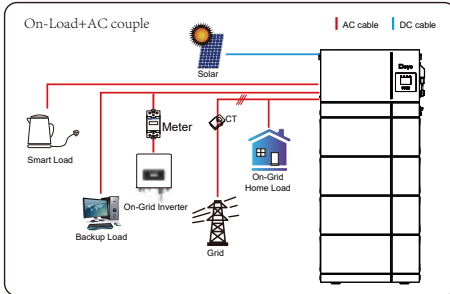 On-Load+AC couple
AC cable
DC cable
Solar
Deye
Meter
CT
Smart Load
On-Grid Inverter
On-Grid
Home Load
Backup Load
Grid